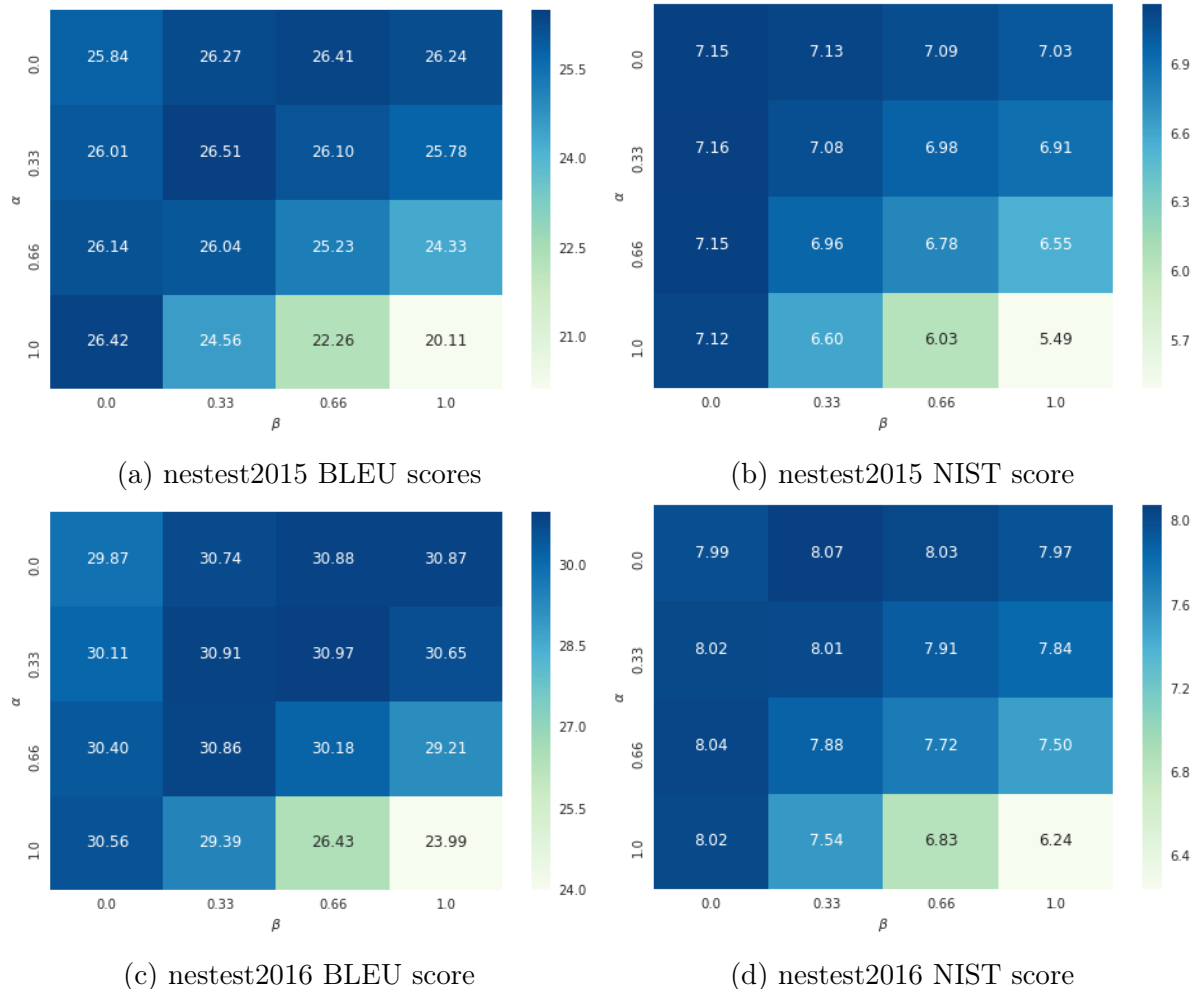 0.0 25.84 26.27 26.41 26.24
0.33 26.01 26.51 26.10 25.78
0.66 26.14 26.04 25.23 24.33
1.0 26.42 24.56 22.26 20.11
α
0.0 0.33 0.66 1.0
β
25.5
24.0
22.5
21.0
(a) nestest2015 BLEU scores
0.0 7.15 7.13 7.09 7.03
0.33 7.16 7.08 6.98 6.91
0.66 7.15 6.96 6.78 6.55
1.0 7.12 6.60 6.03 5.49
α
0.0 0.33 0.66 1.0
β
6.9
6.6
6.3
6.0
5.7
(b) nestest2015 NIST score
0.0 29.87 30.74 30.88 30.87
0.33 30.11 30.91 30.97 30.65
0.66 30.40 30.86 30.18 29.21
1.0 30.56 29.39 26.43 23.99
α
0.0 0.33 0.66 1.0
β
30.0
28.5
27.0
25.5
24.0
(c) nestest2016 BLEU score
0.0 7.99 8.07 8.03 7.97
0.33 8.02 8.01 7.91 7.84
0.66 8.04 7.88 7.72 7.50
1.0 8.02 7.54 6.83 6.24
α
0.0 0.33 0.66 1.0
β
8.0
7.6
7.2
6.8
6.4
(d) nestest2016 NIST score